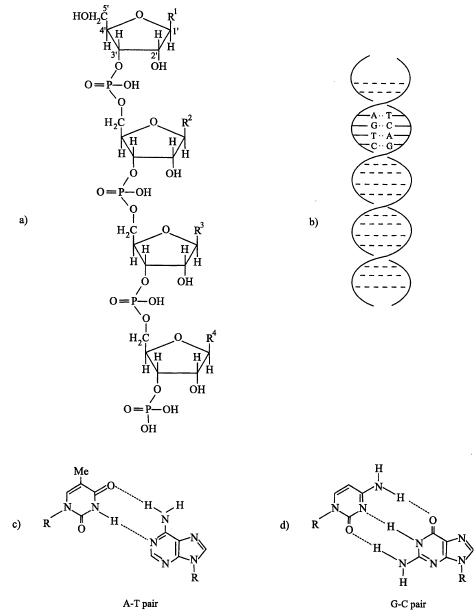 a)
HOH₂C 5' O R¹
4' H H 1'
H H
3' 2'
O OH
O=P—OH
O
H₂C O R²
H H
H H
O OH
O=P—OH
O
H₂C O R³
H H
H H
O OH
O=P—OH
O
H₂C O R⁴
H H
H H
O OH
O=P—OH
OH
b)
A T
G C
T A
C G
c)
Me
O H H
N
N N H N N
R O N N
R
A-T pair
d)
H
N H
O
N N H N N
R O N N
H N R
H
G-C pair